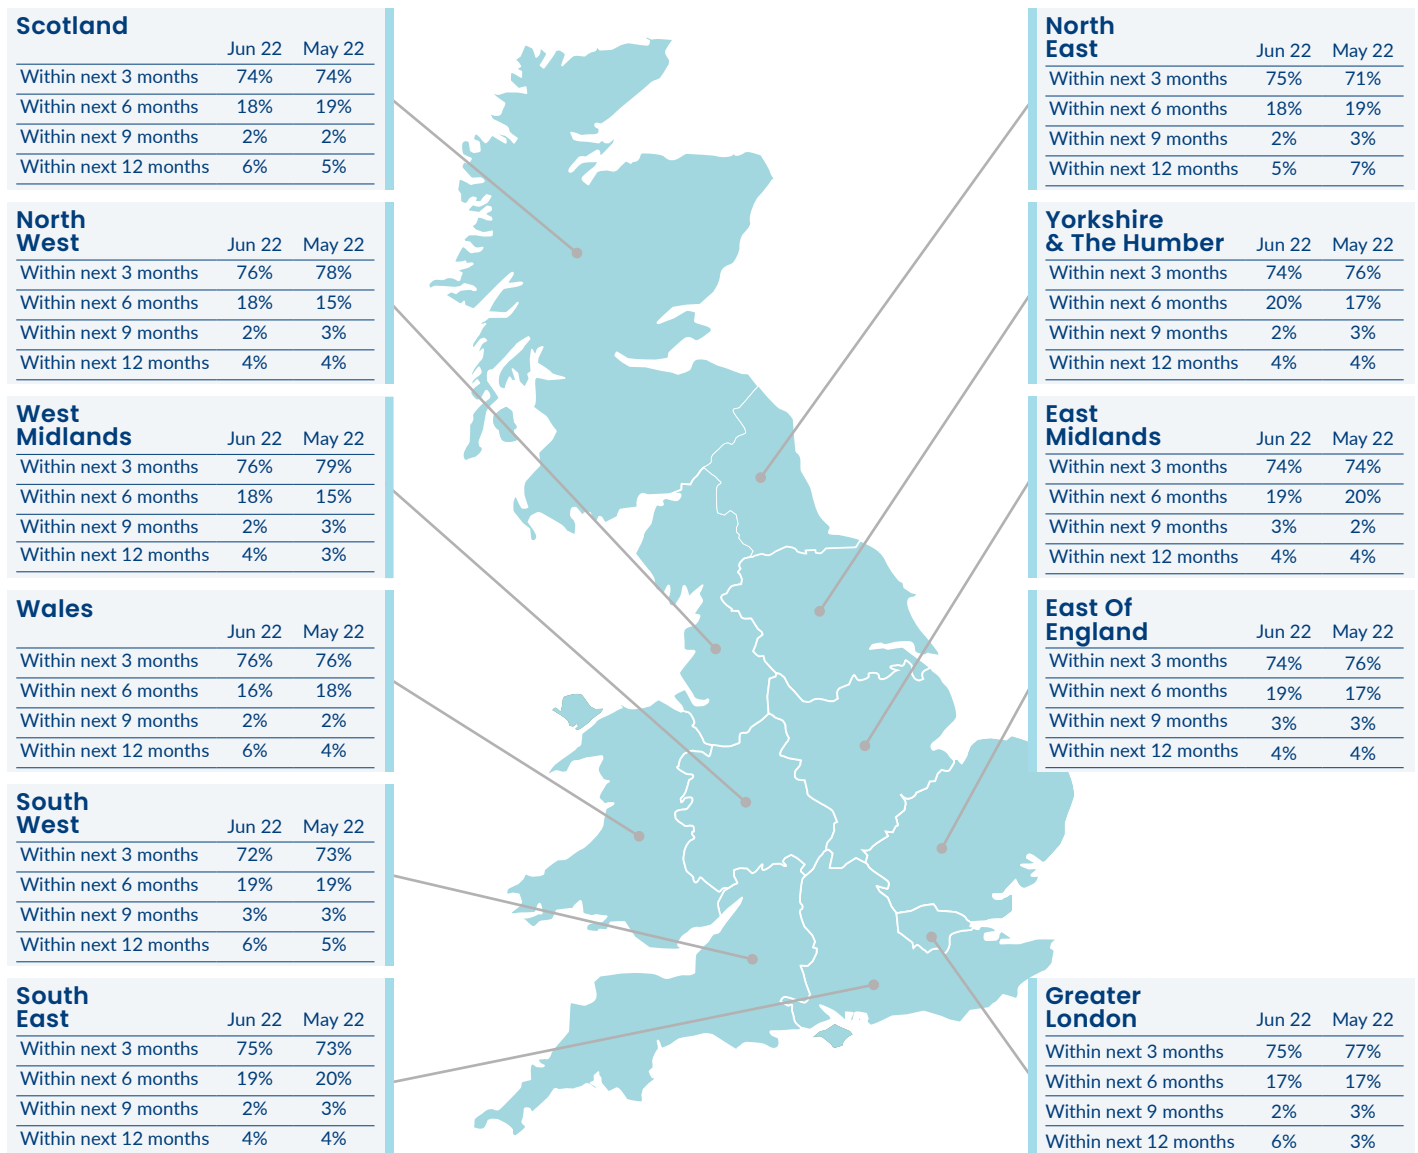 Scotland
Jun 22 May 22
Within next 3 months 74% 74%
Within next 6 months 18% 19%
Within next 9 months 2% 2%
Within next 12 months 6% 5%
North
West
Jun 22 May 22
Within next 3 months 76% 78%
Within next 6 months 18% 15%
Within next 9 months 2% 3%
Within next 12 months 4% 4%
West
Midlands
Jun 22 May 22
Within next 3 months 76% 79%
Within next 6 months 18% 15%
Within next 9 months 2% 3%
Within next 12 months 4% 3%
Wales
Jun 22 May 22
Within next 3 months 76% 76%
Within next 6 months 16% 18%
Within next 9 months 2% 2%
Within next 12 months 6% 4%
South
West
Jun 22 May 22
Within next 3 months 72% 73%
Within next 6 months 19% 19%
Within next 9 months 3% 3%
Within next 12 months 6% 5%
South
East
Jun 22 May 22
Within next 3 months 75% 73%
Within next 6 months 19% 20%
Within next 9 months 2% 3%
Within next 12 months 4% 4%
North
East
Jun 22 May 22
Within next 3 months 75% 71%
Within next 6 months 18% 19%
Within next 9 months 2% 3%
Within next 12 months 5% 7%
Yorkshire
& The Humber
Jun 22 May 22
Within next 3 months 74% 76%
Within next 6 months 20% 17%
Within next 9 months 2% 3%
Within next 12 months 4% 4%
East
Midlands
Jun 22 May 22
Within next 3 months 74% 74%
Within next 6 months 19% 20%
Within next 9 months 3% 2%
Within next 12 months 4% 4%
East Of
England
Jun 22 May 22
Within next 3 months 74% 76%
Within next 6 months 19% 17%
Within next 9 months 3% 3%
Within next 12 months 4% 4%
Greater
London
Jun 22 May 22
Within next 3 months 75% 77%
Within next 6 months 17% 17%
Within next 9 months 2% 3%
Within next 12 months 6% 3%